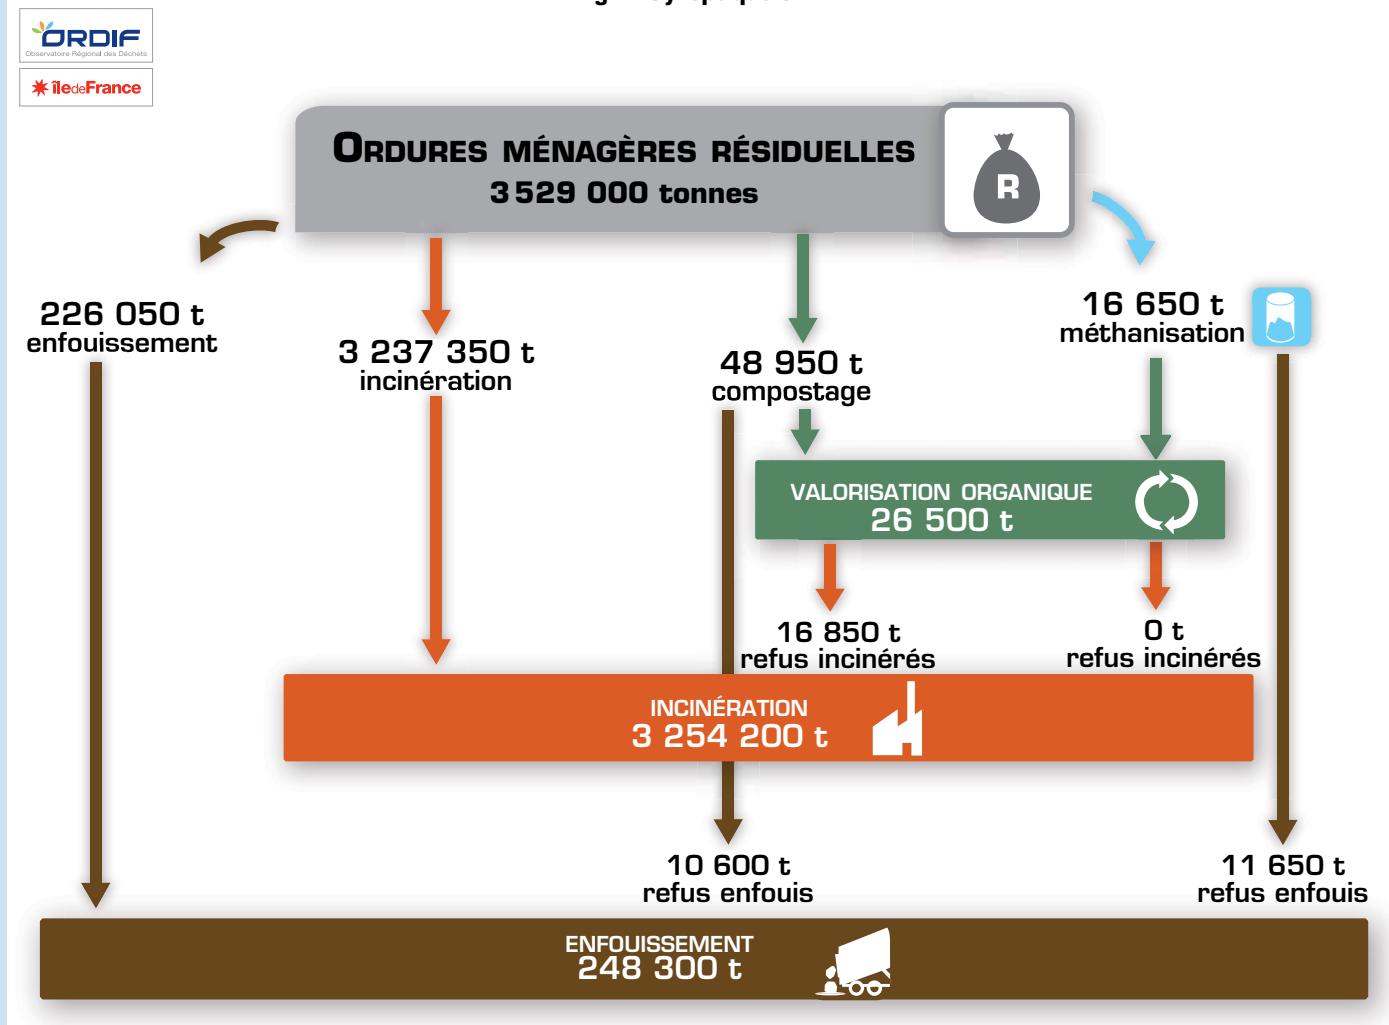 ORDIF
Observatoire Régional des Déchets
îledeFrance
ORDURES MÉNAGÈRES RÉSIDUELLES
3 529 000 tonnes
R
226 050 t
enfouissement
3 237 350 t
incinération
48 950 t
compostage
16 650 t
méthanisation
VALORISATION ORGANIQUE
26 500 t
16 850 t
refus incinérés
0 t
refus incinérés
INCINÉRATION
3 254 200 t
10 600 t
refus enfouis
11 650 t
refus enfouis
ENFOUISSEMENT
248 300 t